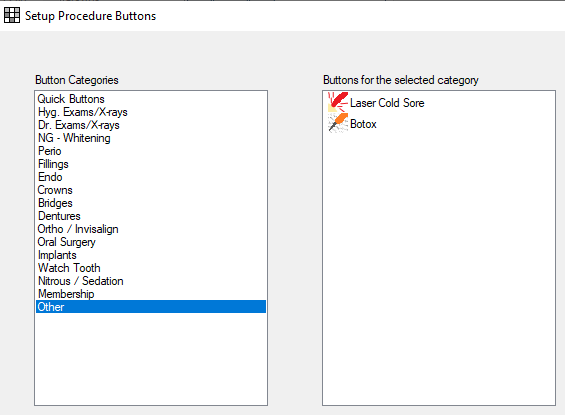 Setup Procedure Buttons
Button Categories
Quick Buttons
Hyg. Exams/X-rays
Dr. Exams/X-rays
NG - Whitening
Perio
Fillings
Endo
Crowns
Bridges
Dentures
Ortho / Invisalign
Oral Surgery
Implants
Watch Tooth
Nitrous / Sedation
Membership
Other
Buttons for the selected category
Laser Cold Sore
Botox